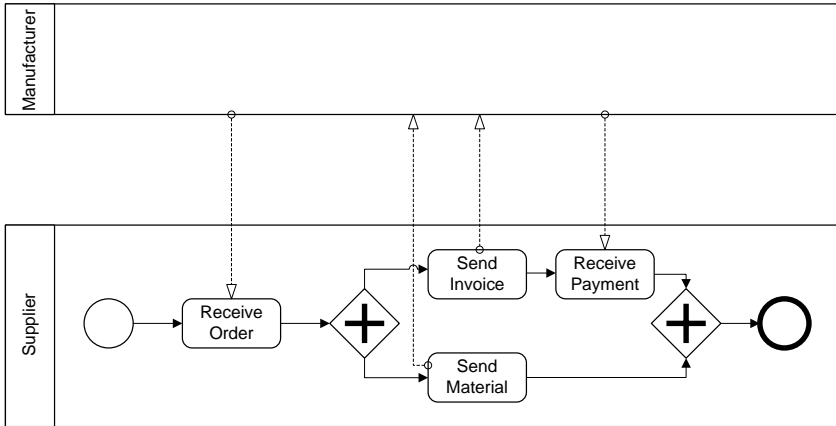 Manufacturer
Supplier
Receive
Order
Send
Invoice
Receive
Payment
Send
Material